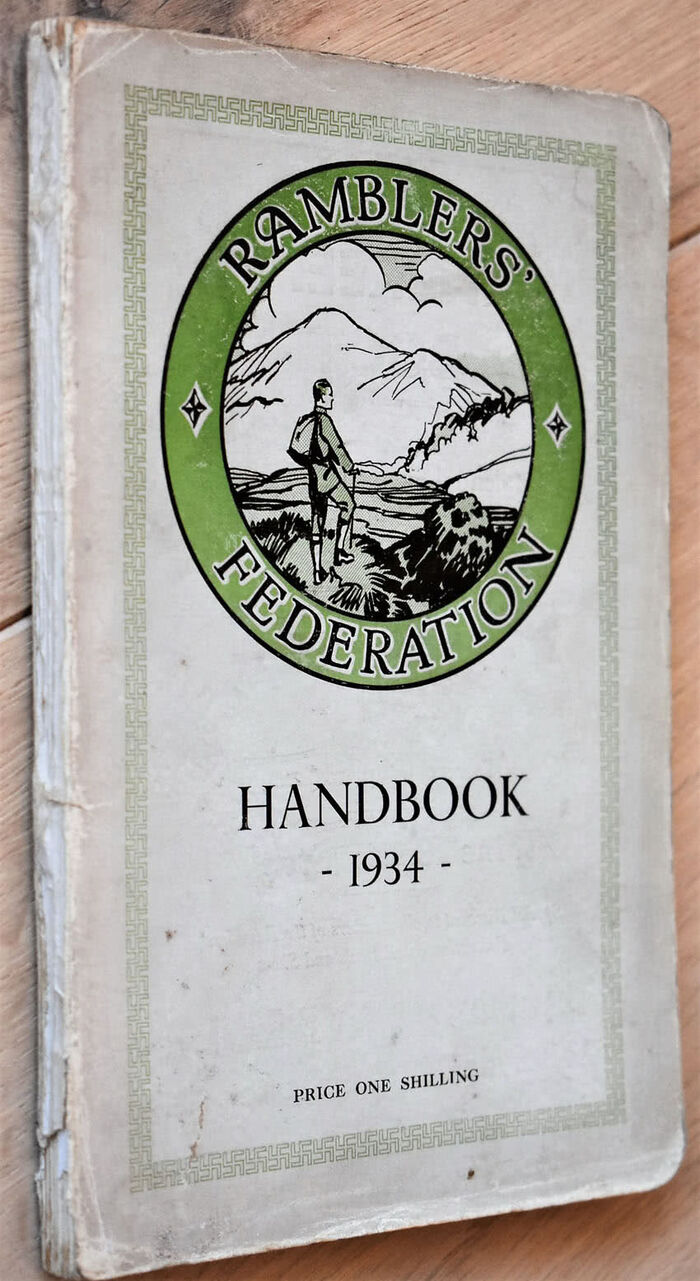 RAMBLERS'
FEDERATION
HANDBOOK
- 1934 -
PRICE ONE SHILLING